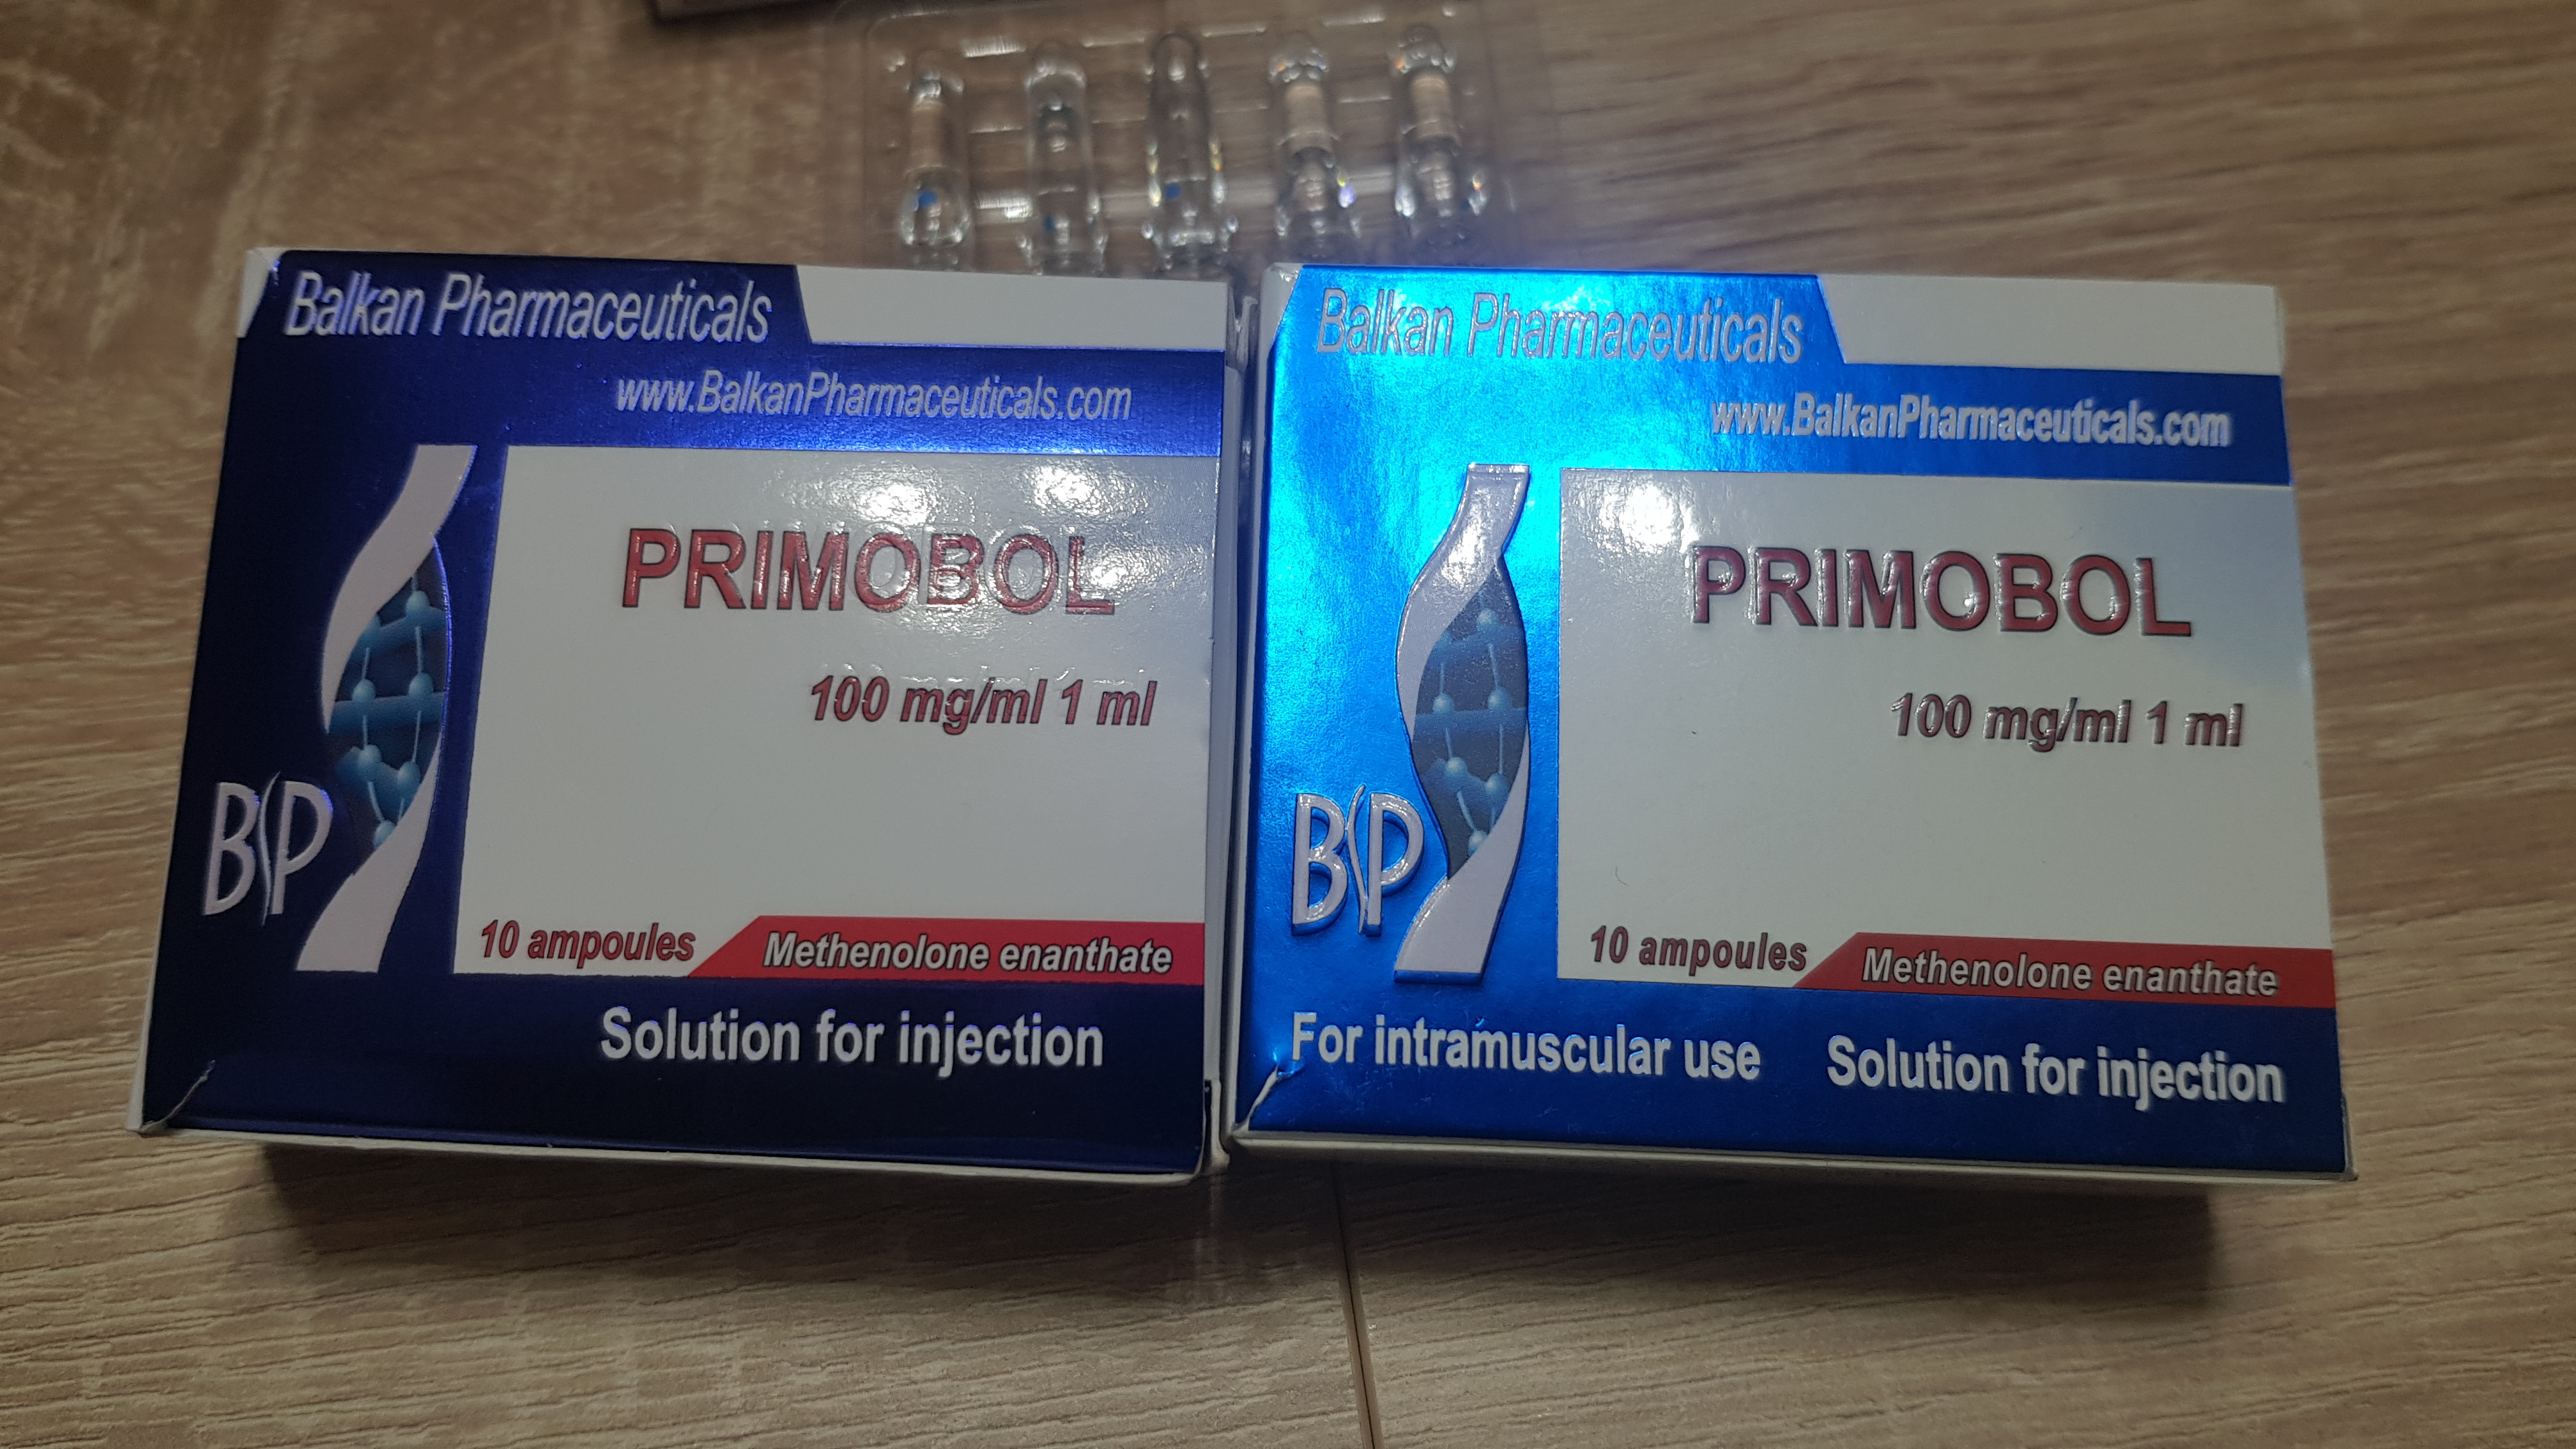 Balkan Pharmaceuticals
www.BalkanPharmaceuticals.com
PRIMOBOL
100 mg/ml 1 ml
BP
10 ampoules
Methenolone enanthate
Solution for injection
Balkan Pharmaceuticals
www.BalkanPharmaceuticals.com
PRIMOBOL
100 mg/ml 1 ml
BP
10 ampoules
Methenolone enanthate
For intramuscular use
Solution for injection